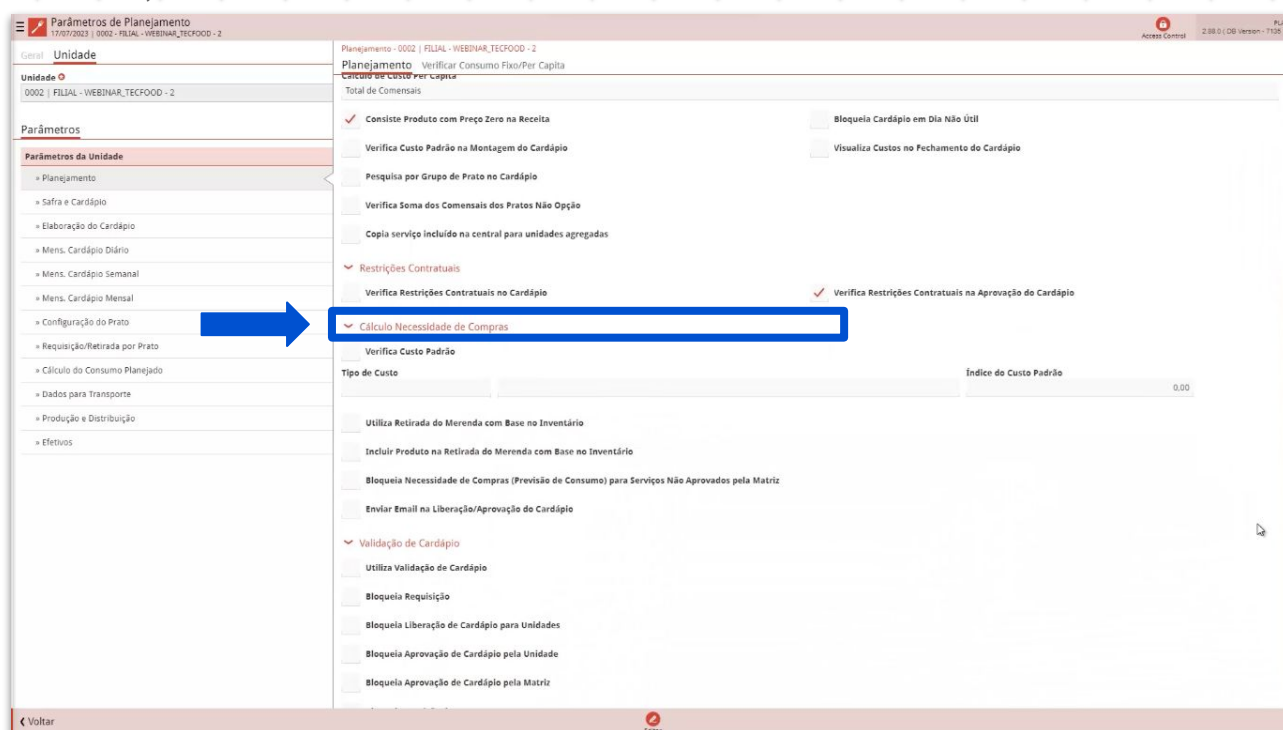 Parâmetros de Planejamento
17/07/2023 | 0002 - FILIAL - WEBINAR_TECFOOD - 2
Access Control
2.88.0 ( DB Version - 7135
Geral Unidade
Unidade
0002 | FILIAL - WEBINAR_TECFOOD - 2
Parâmetros
Parâmetros da Unidade
» Planejamento
» Safra e Cardápio
» Elaboração do Cardápio
» Mens. Cardápio Diário
» Mens. Cardápio Semanal
» Mens. Cardápio Mensal
» Configuração do Prato
» Requisição/Retirada por Prato
» Cálculo do Consumo Planejado
» Dados para Transporte
» Produção e Distribuição
» Efetivos
Planejamento - 0002 | FILIAL - WEBINAR_TECFOOD - 2
Planejamento Verificar Consumo Fixo/Per Capita
Cálculo de Custo Per Capita
Total de Comensais
Consiste Produto com Preço Zero na Receita
Bloqueia Cardápio em Dia Não Útil
Verifica Custo Padrão na Montagem do Cardápio
Visualiza Custos no Fechamento do Cardápio
Pesquisa por Grupo de Prato no Cardápio
Verifica Soma dos Comensais dos Pratos Não Opção
Copia serviço incluído na central para unidades agregadas
Restrições Contratuais
Verifica Restrições Contratuais no Cardápio
Verifica Restrições Contratuais na Aprovação do Cardápio
Cálculo Necessidade de Compras
Verifica Custo Padrão
Tipo de Custo
Índice do Custo Padrão
0,00
Utiliza Retirada do Merenda com Base no Inventário
Incluir Produto na Retirada do Merenda com Base no Inventário
Bloqueia Necessidade de Compras (Previsão de Consumo) para Serviços Não Aprovados pela Matriz
Enviar Email na Liberação/Aprovação do Cardápio
Validação de Cardápio
Utiliza Validação de Cardápio
Bloqueia Requisição
Bloqueia Liberação de Cardápio para Unidades
Bloqueia Aprovação de Cardápio pela Unidade
Bloqueia Aprovação de Cardápio pela Matriz
Voltar